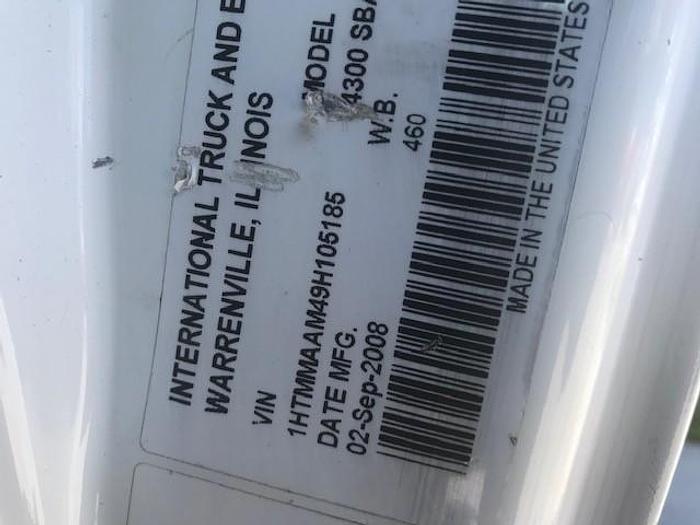 INTERNATIONAL TRUCK AND E
WARRENVILLE, ILLINOIS
VIN
MODEL
1HTMMAAM49H105185
4300 SBA
DATE MFG.
W.B.
02-Sep-2008
460
MADE IN THE UNITED STATES